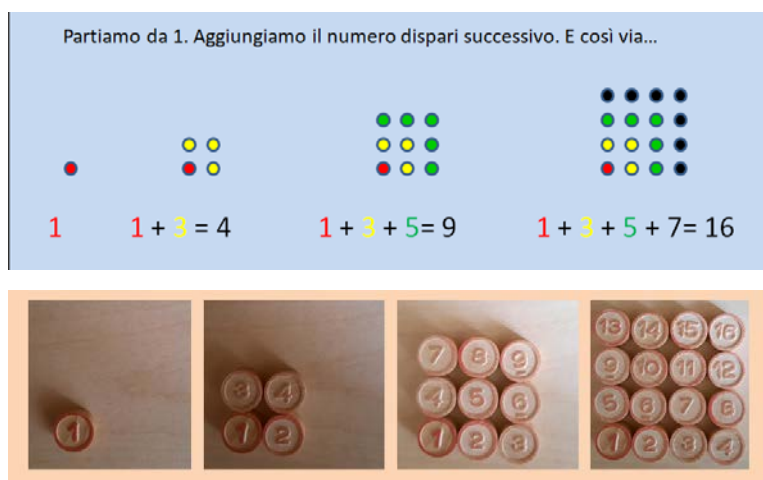 Partiamo da 1. Aggiungiamo il numero dispari successivo. E così via...
1
1 + 3 = 4
1 + 3 + 5= 9
1 + 3 + 5 + 7= 16
1
3 4
1 2
7 8 9
4 5 6
1 2 3
13 14 15 16
9 10 11 12
5 6 7 8
1 2 3 4